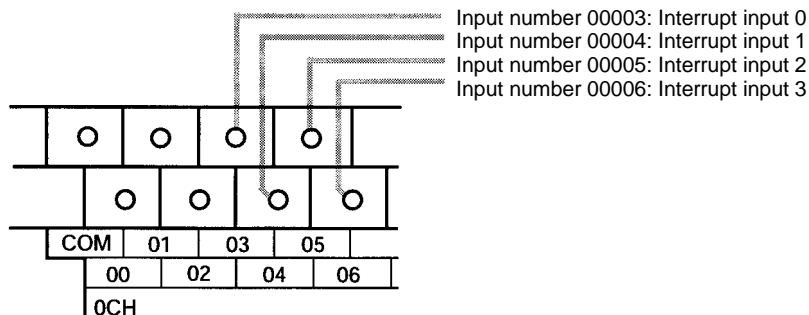 Input number 00003: Interrupt input 0
Input number 00004: Interrupt input 1
Input number 00005: Interrupt input 2
Input number 00006: Interrupt input 3
COM 01 03 05
00 02 04 06
0CH